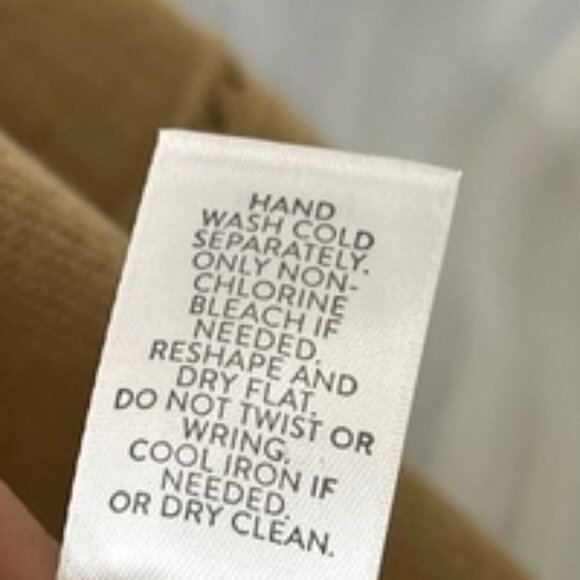 HAND
WASH COLD
SEPARATELY.
ONLY NON-
CHLORINE
BLEACH IF
NEEDED.
RESHAPE AND
DRY FLAT.
DO NOT TWIST OR
WRING.
COOL IRON IF
NEEDED.
OR DRY CLEAN.